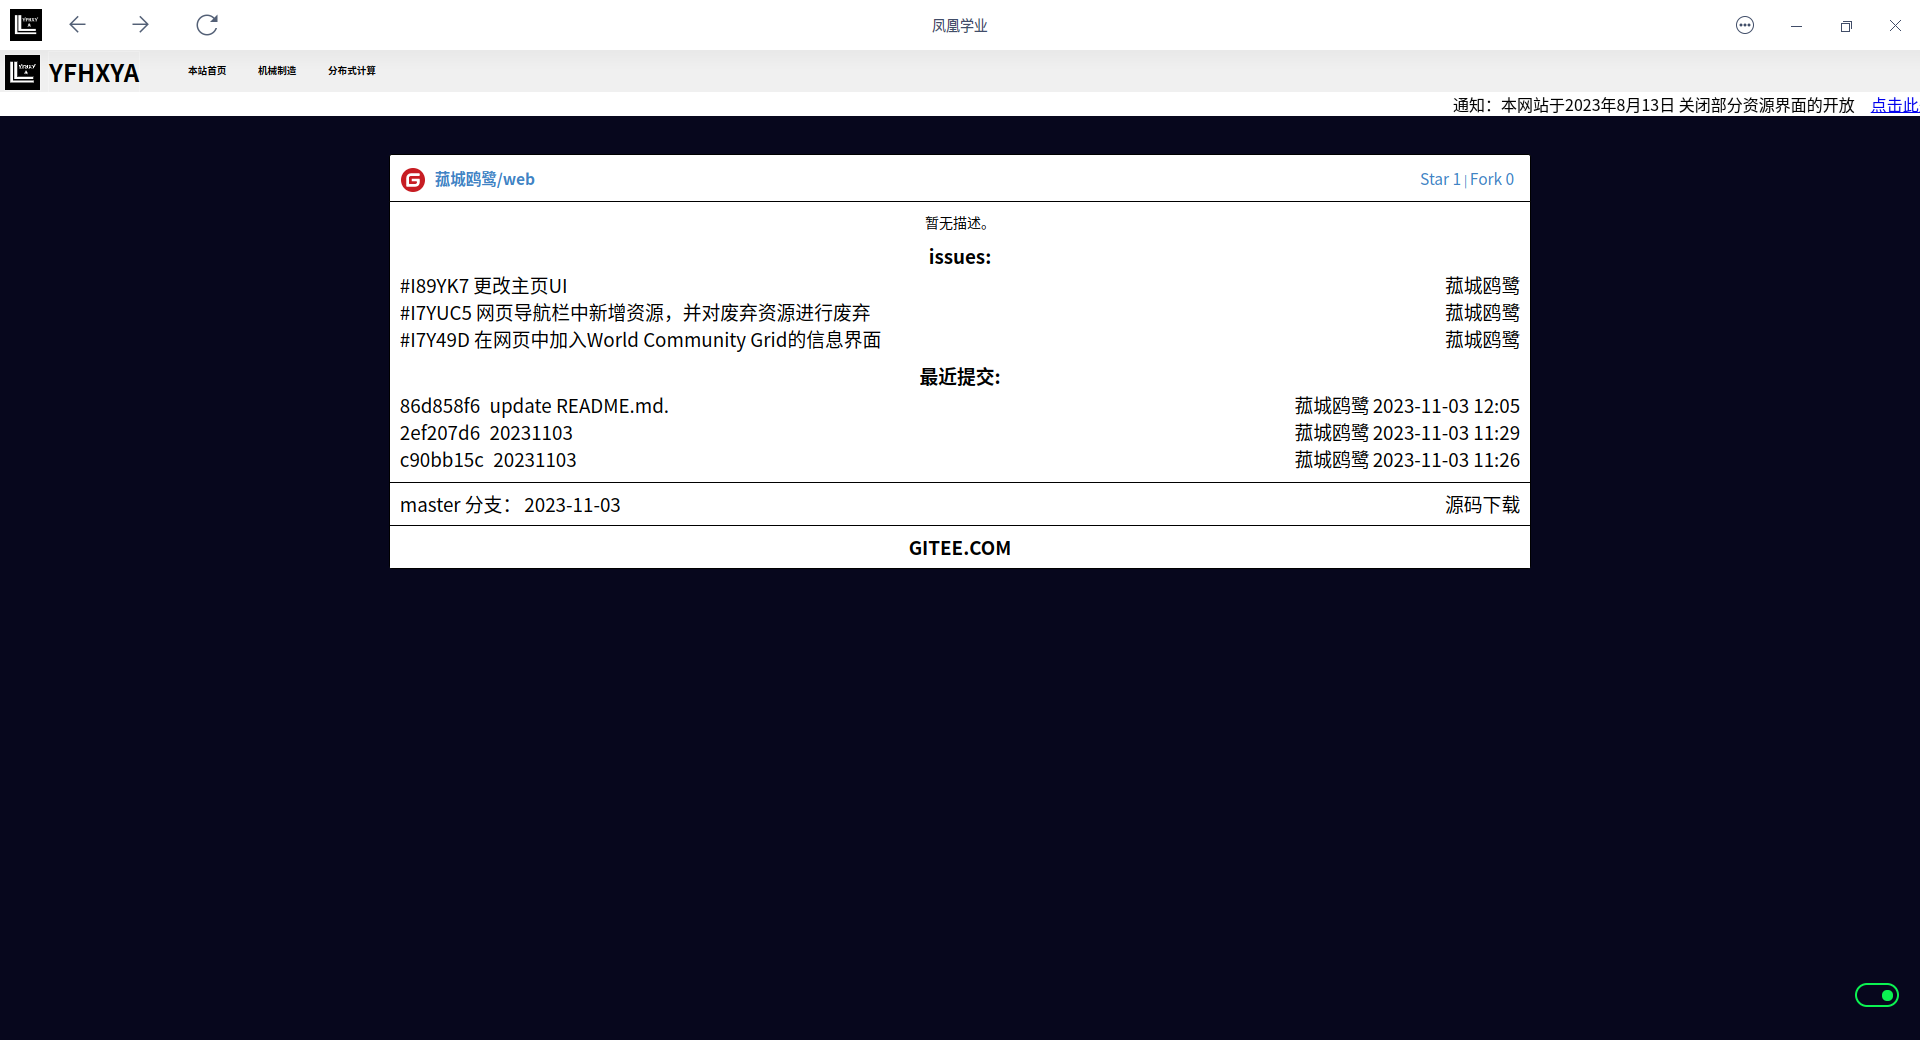 凤凰学业
YFHXYA 本站首页 机械制造 分布式计算
通知：本网站于2023年8月13日 关闭部分资源界面的开放 点击此
菰城鸥鹭/web Star 1 | Fork 0
暂无描述。
issues:
#I89YK7 更改主页UI 菰城鸥鹭
#I7YUC5 网页导航栏中新增资源，并对废弃资源进行废弃 菰城鸥鹭
#I7Y49D 在网页中加入World Community Grid的信息界面 菰城鸥鹭
最近提交:
86d858f6 update README.md. 菰城鸥鹭 2023-11-03 12:05
2ef207d6 20231103 菰城鸥鹭 2023-11-03 11:29
c90bb15c 20231103 菰城鸥鹭 2023-11-03 11:26
master 分支： 2023-11-03 源码下载
GITEE.COM